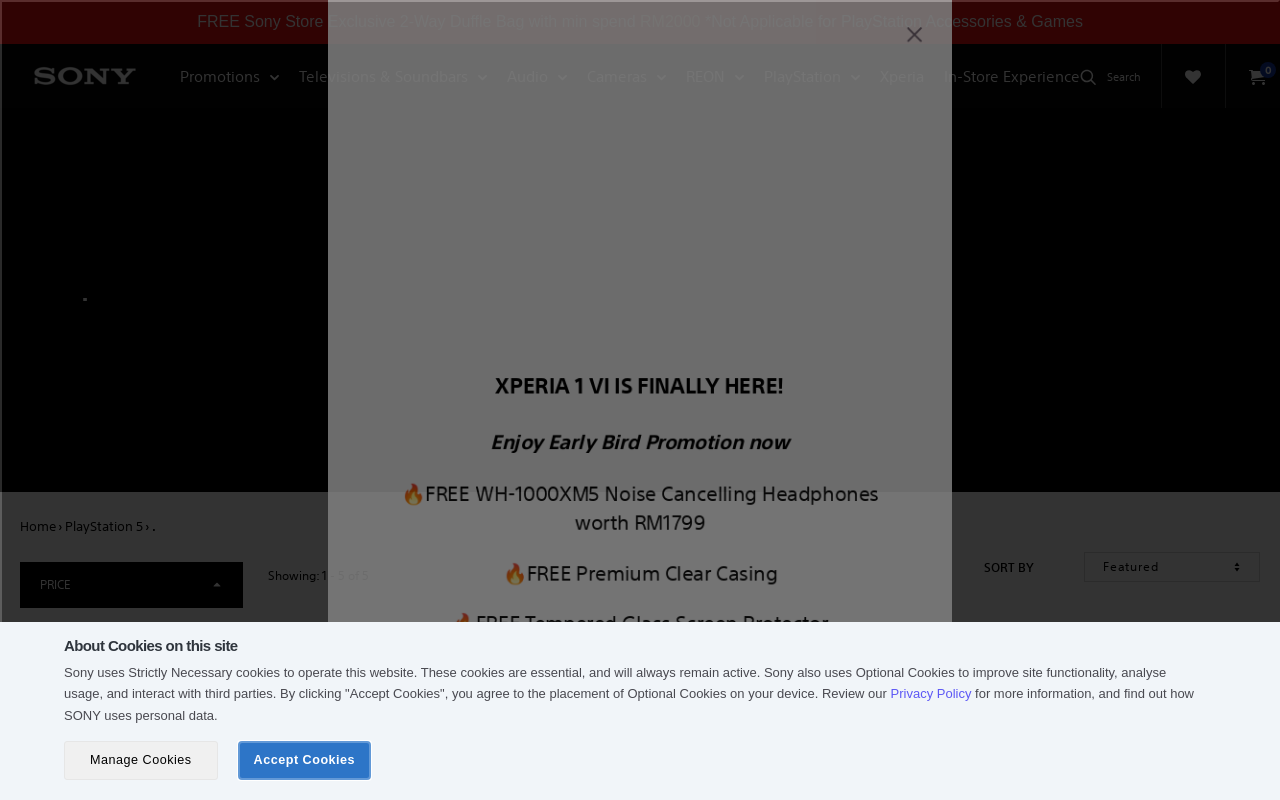 FREE Sony Store Exclusive 2-Way Duffle Bag with min spend *Not Applicable for PlayStation Accessories & Games
SONY
Promotions
Televisions & Soundbars
Audio
Cameras
REON
PlayStation
Xperia
In-Store Experience
Search
0
XPERIA 1 VI IS FINALLY HERE!
Enjoy Early Bird Promotion now
🔥FREE WH-1000XM5 Noise Cancelling Headphones
worth RM1799
🔥FREE Premium Clear Casing
🔥FREE Tempered Glass Screen Protector
Home › PlayStation 5 › .
PRICE
Showing: 1 - 5 of 5
SORT BY
Featured
About Cookies on this site
Sony uses Strictly Necessary cookies to operate this website. These cookies are essential, and will always remain active. Sony also uses Optional Cookies to improve site functionality, analyse
usage, and interact with third parties. By clicking "Accept Cookies", you agree to the placement of Optional Cookies on your device. Review our Privacy Policy for more information, and find out how
SONY uses personal data.
Manage Cookies
Accept Cookies